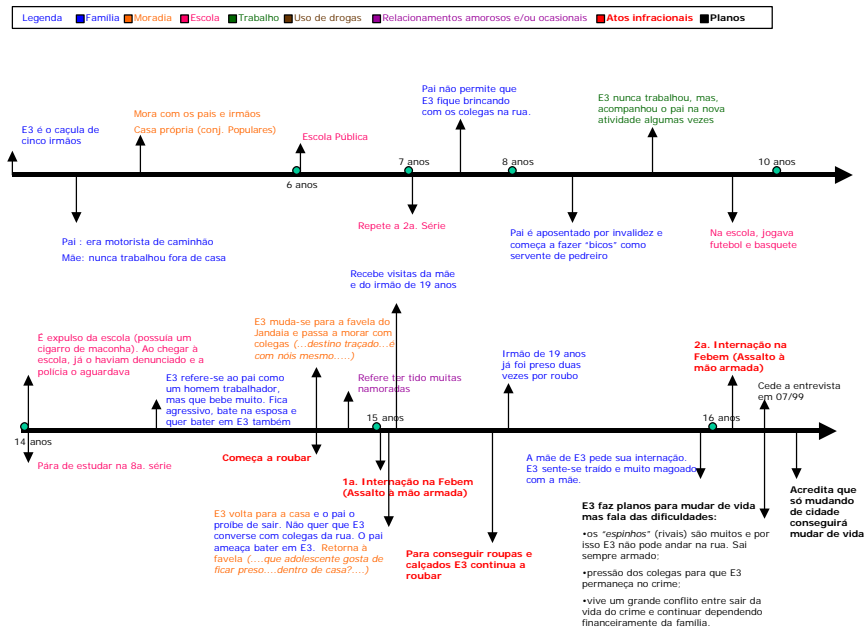 Legenda Família Moradia Escola Trabalho Uso de drogas Relacionamentos amorosos e/ou ocasionais Atos infracionais Planos
E3 é o caçula de
cinco irmãos
Mora com os pais e irmãos
Casa própria (conj. Populares)
Escola Pública
Pai não permite que
E3 fique brincando
com os colegas na rua.
E3 nunca trabalhou, mas,
acompanhou o pai na nova
atividade algumas vezes
6 anos
7 anos
8 anos
10 anos
Pai : era motorista de caminhão
Mãe: nunca trabalhou fora de casa
Repete a 2a. Série
Pai é aposentado por invalidez e
começa a fazer "bicos" como
servente de pedreiro
Na escola, jogava
futebol e basquete
Recebe visitas da mãe
e do irmão de 19 anos
É expulso da escola (possuia um
cigarro de maconha). Ao chegar à
escola, já o haviam denunciado e a
policia o aguardava
E3 refere-se ao pai como
um homem trabalhador,
mas que bebe muito. Fica
agressivo, bate na esposa e
quer bater em E3 também
E3 muda-se para a favela do
Jandaia e passa a morar com
colegas (...destino traçado...é
com nóis mesmo.....)
Refere ter tido muitas
namoradas
Irmão de 19 anos
já foi preso duas
vezes por roubo
2a. Internação na
Febem (Assalto à
mão armada)
Cede a entrevista
em 07/99
14 anos
15 anos
16 anos
Pára de estudar na 8a. série
Começa a roubar
1a. Internação na Febem
(Assalto à mão armada)
E3 volta para a casa e o pai o
proíbe de sair. Não quer que E3
converse com colegas da rua. O pai
ameaça bater em E3. Retorna à
favela (....que adolescente gosta de
ficar preso....dentro de casa?....)
Para conseguir roupas e
calçados E3 continua a
roubar
A mãe de E3 pede sua internação.
E3 sente-se traído e muito magoado
com a mãe.
E3 faz planos para mudar de vida
mas fala das dificuldades:
•os "espinhos" (rivais) são muitos e por
isso E3 não pode andar na rua. Sai
sempre armado;
•pressão dos colegas para que E3
permaneça no crime;
•vive um grande conflito entre sair da
vida do crime e continuar dependendo
financeiramente da família.
Acredita que
só mudando
de cidade
conseguirá
mudar de vida